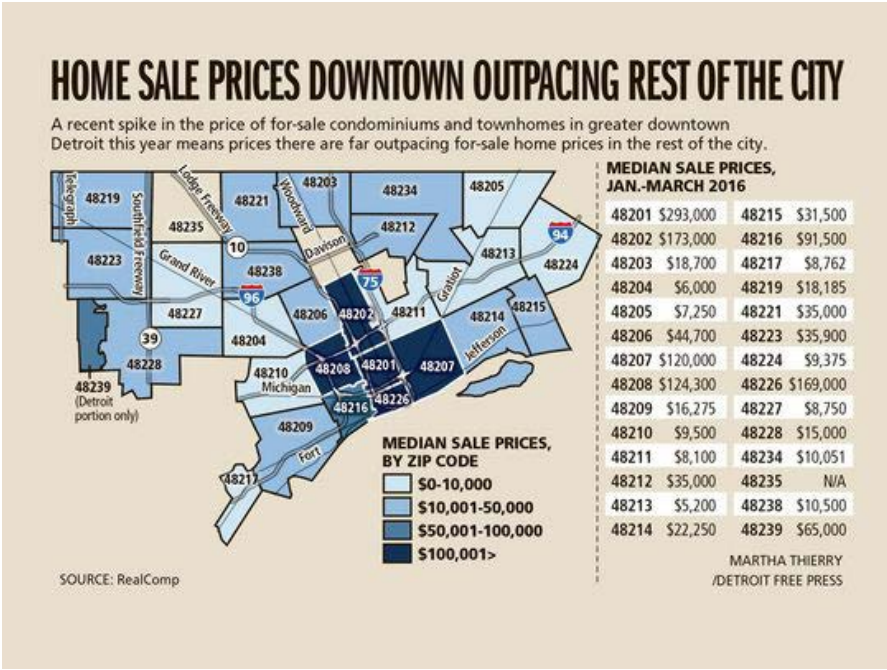 HOME SALE PRICES DOWNTOWN OUTPACING REST OF THE CITY
A recent spike in the price of for-sale condominiums and townhomes in greater downtown
Detroit this year means prices there are far outpacing for-sale home prices in the rest of the city.
Telegraph
48219
Southfield Freeway
Lodge Freeway
48235
48221
Woodward
48203
48234
48205
48212
10
Davison
94
48223
Grand River
48238
75
Gratiot
48213
48224
96
48227
48206
48202
48211
48214
48215
39
48204
Jefferson
48228
48210
48208
48201
48207
48239
(Detroit
portion only)
Michigan
48216
48226
48209
Fort
48217
MEDIAN SALE PRICES,
BY ZIP CODE
$0-10,000
$10,001-50,000
$50,001-100,000
$100,001>
SOURCE: RealComp
MEDIAN SALE PRICES,
JAN.-MARCH 2016
48201 $293,000 48215 $31,500
48202 $173,000 48216 $91,500
48203 $18,700 48217 $8,762
48204 $6,000 48219 $18,185
48205 $7,250 48221 $35,000
48206 $44,700 48223 $35,900
48207 $120,000 48224 $9,375
48208 $124,300 48226 $169,000
48209 $16,275 48227 $8,750
48210 $9,500 48228 $15,000
48211 $8,100 48234 $10,051
48212 $35,000 48235 N/A
48213 $5,200 48238 $10,500
48214 $22,250 48239 $65,000
MARTHA THIERRY
/DETROIT FREE PRESS